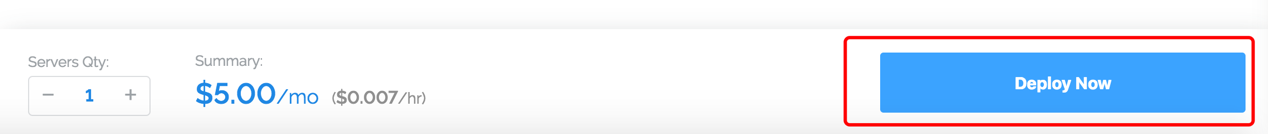 Servers Qty:
Summary:
− 1 +
$5.00/mo ($0.007/hr)
Deploy Now